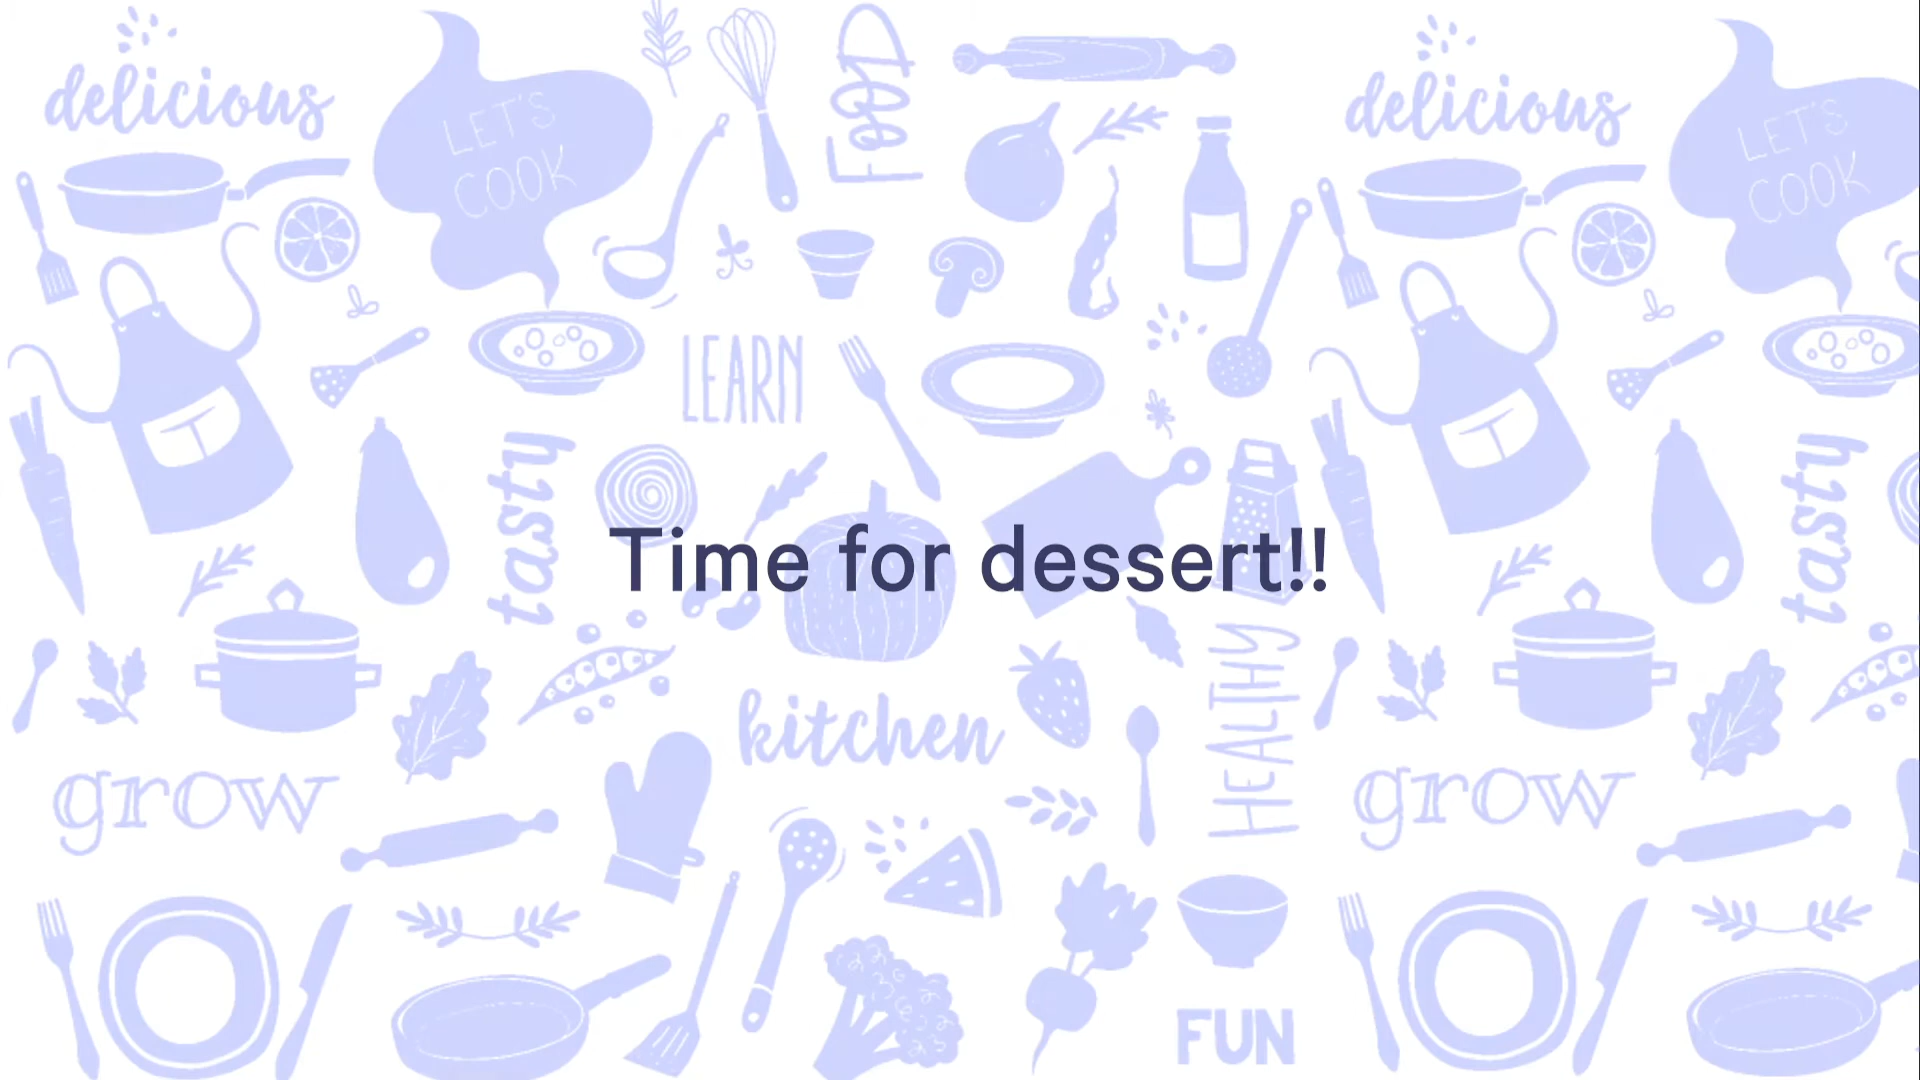 delicious
LET'S
COOK
FOOD
delicious
LET'S
COOK
LEARN
tasty
tasty
Time for dessert!!
HEALTHY
kitchen
grow
grow
FUN